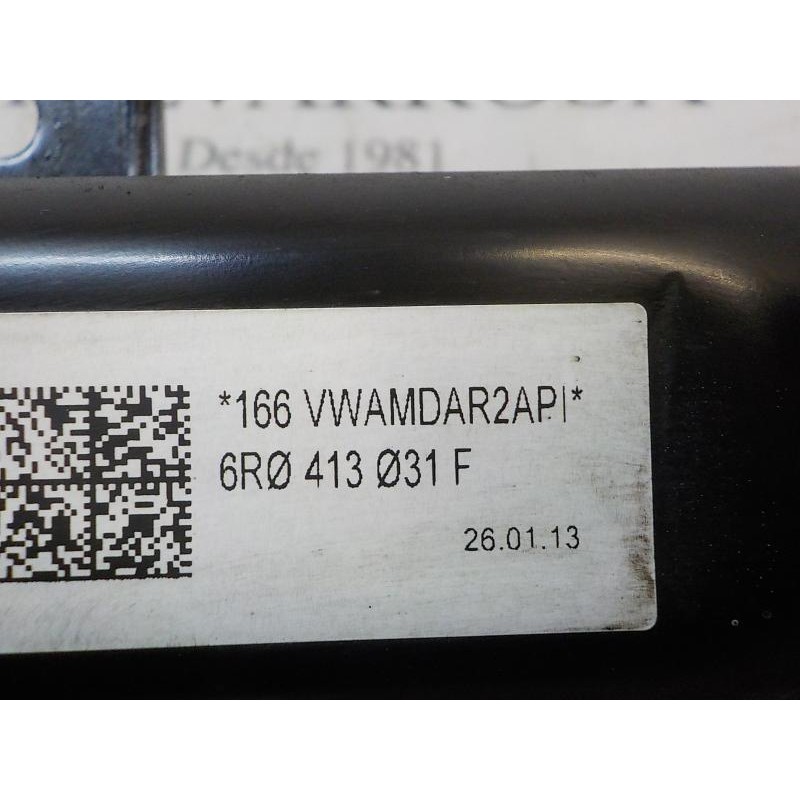 Desde 1981
*166 VWAMDAR2API*
6RØ 413 Ø31 F
26.01.13